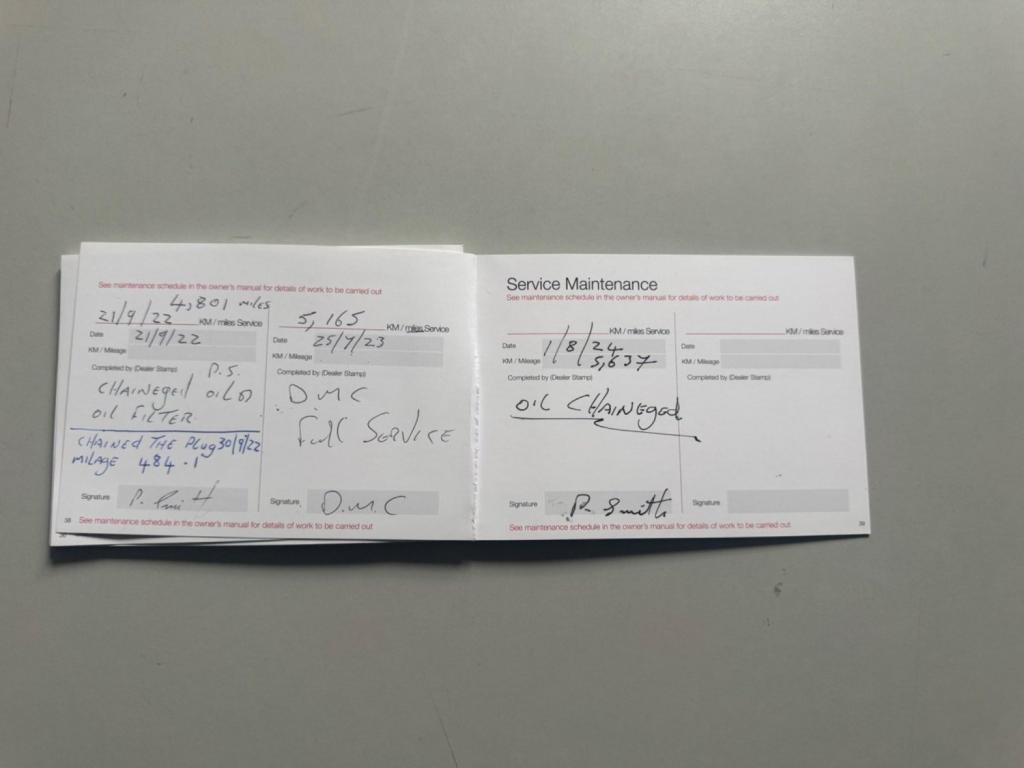 See maintenance schedule in the owner's manual for details of work to be carried out
4,801 miles
21/9/22 KM / miles Service
Date 21/9/22
KM / Mileage
Completed by (Dealer Stamp) P.S.
CHAINEGED OIL &
OIL FILTER
CHAINED THE PLUG 30/9/22
MILAGE 484.1
Signature P. Smith
38 See maintenance schedule in the owner's manual for details of work to be carried out
5,165 KM / miles Service
Date 25/7/23
KM / Mileage
Completed by (Dealer Stamp)
D.M.C
Full SERVICE
Signature D.M.C
Service Maintenance
See maintenance schedule in the owner's manual for details of work to be carried out
KM / miles Service
Date 1/8/24
KM / Mileage 5,637
Completed by (Dealer Stamp)
OIL CHAINEGED
Signature P. Smith
KM / miles Service
Date
KM / Mileage
Completed by (Dealer Stamp)
Signature
See maintenance schedule in the owner's manual for details of work to be carried out 39